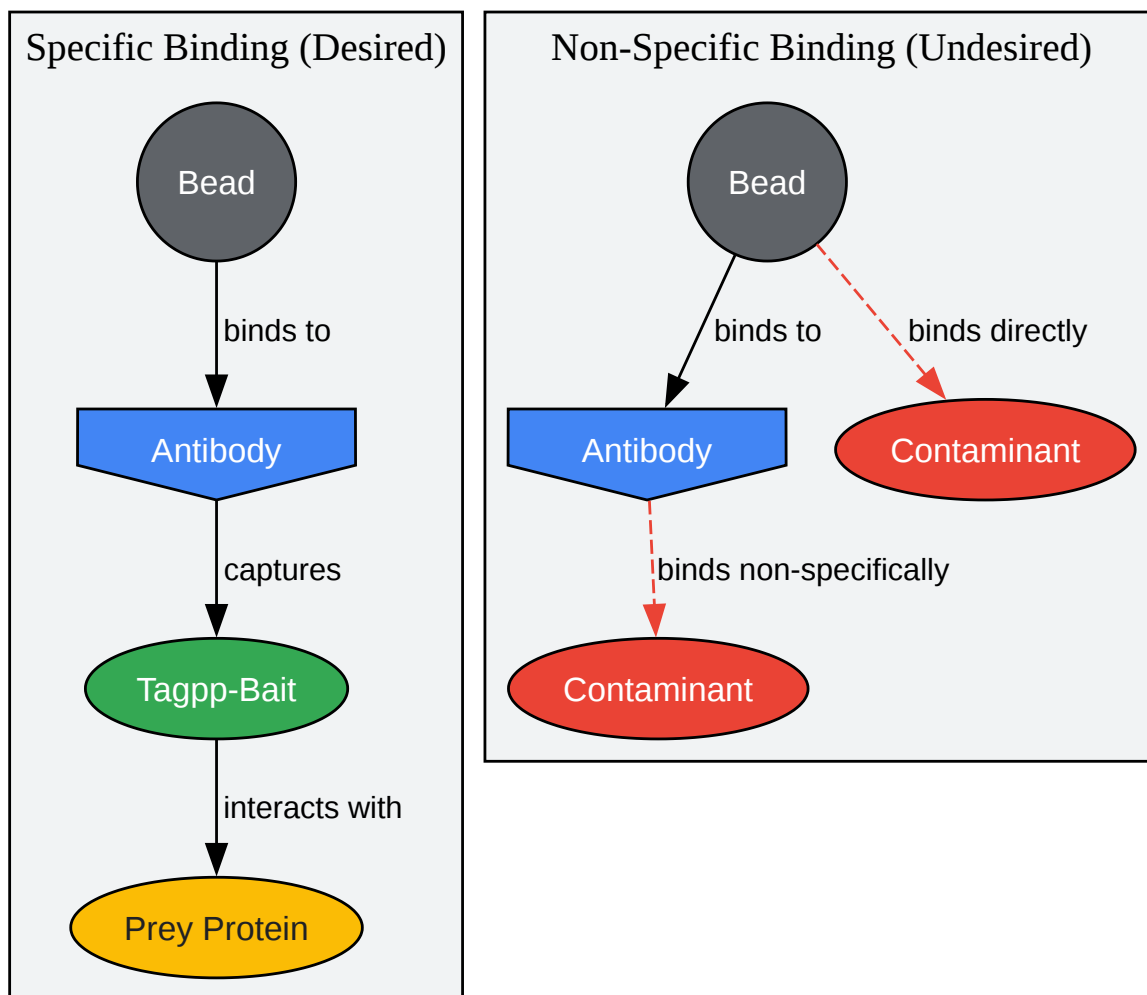 Specific Binding (Desired)
Bead
binds to
Antibody
captures
Tagpp-Bait
interacts with
Prey Protein
Non-Specific Binding (Undesired)
Bead
binds to
binds directly
Antibody
Contaminant
binds non-specifically
Contaminant